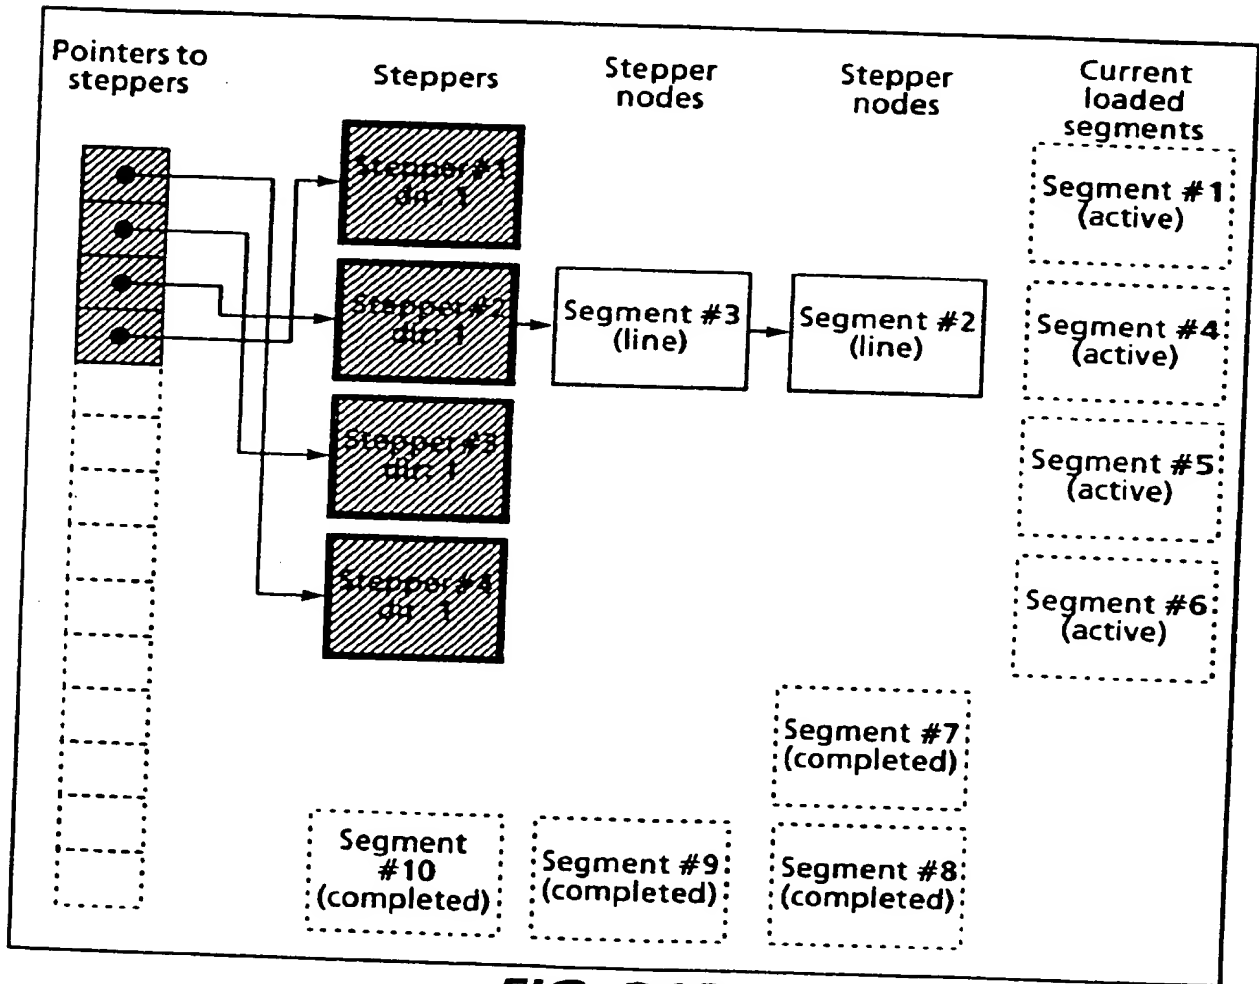 Pointers to
steppers
Steppers
Stepper
nodes
Stepper
nodes
Current
loaded
segments
Stepper#1
dir: 1
Segment #1
(active)
Stepper#2
dir: 1
Segment #3
(line)
Segment #2
(line)
Segment #4
(active)
Stepper#3
dir: 1
Segment #5
(active)
Stepper#4
dir: 1
Segment #6
(active)
Segment #7
(completed)
Segment
#10
(completed)
Segment #9
(completed)
Segment #8
(completed)